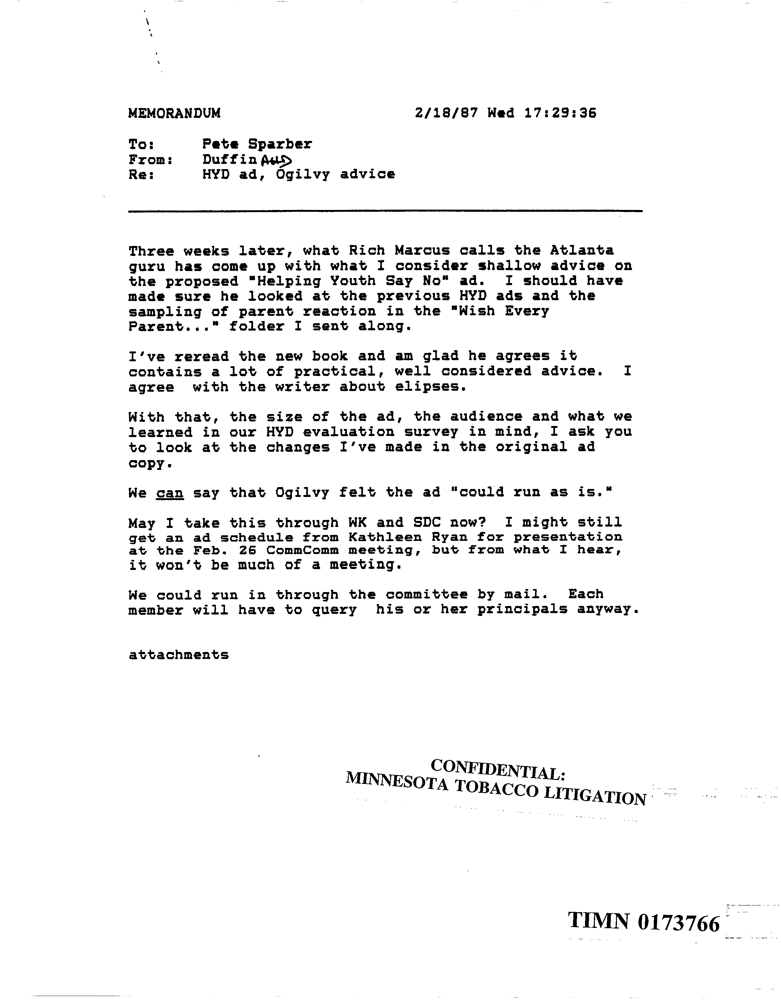 MEMORANDUM 2/18/87 Wed 17:29:36
To: Pete Sparber
From: Duffin
Re: HYD ad, Ogilvy advice
Three weeks later, what Rich Marcus calls the Atlanta
guru has come up with what I consider shallow advice on
the proposed "Helping Youth Say No" ad. I should have
made sure he looked at the previous HYD ads and the
sampling of parent reaction in the "Wish Every
Parent..." folder I sent along.
I've reread the new book and am glad he agrees it
contains a lot of practical, well considered advice. I
agree with the writer about elipses.
With that, the size of the ad, the audience and what we
learned in our HYD evaluation survey in mind, I ask you
to look at the changes I've made in the original ad
copy.
We can say that Ogilvy felt the ad "could run as is."
May I take this through WK and SDC now? I might still
get an ad schedule from Kathleen Ryan for presentation
at the Feb. 26 CommComm meeting, but from what I hear,
it won't be much of a meeting.
We could run in through the committee by mail. Each
member will have to query his or her principals anyway.
attachments
CONFIDENTIAL:
MINNESOTA TOBACCO LITIGATION
TIMN 0173766